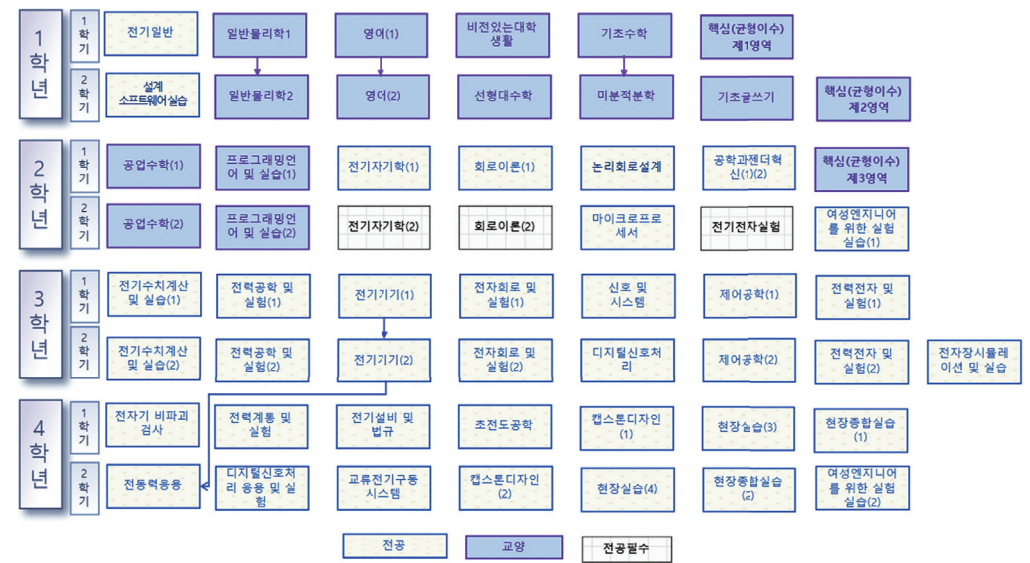 1
학
년
1
학
기
전기일반
일반물리학1
영어(1)
비전있는대학
생활
기초수학
핵심(균형이수)
제1영역
2
학
기
설계
소프트웨어실습
일반물리학2
영어(2)
선형대수학
미분적분학
기초글쓰기
핵심(균형이수)
제2영역
2
학
년
1
학
기
공업수학(1)
프로그래밍언
어 및 실습(1)
전기자기학(1)
회로이론(1)
논리회로설계
공학과젠더혁
신(1)(2)
핵심(균형이수)
제3영역
2
학
기
공업수학(2)
프로그래밍언
어 및 실습(2)
전기자기학(2)
회로이론(2)
마이크로프로
세서
전기전자실험
여성엔지니어
를 위한 실험
실습(1)
3
학
년
1
학
기
전기수치계산
및 실습(1)
전력공학 및
실험(1)
전기기기(1)
전자회로 및
실험(1)
신호 및
시스템
제어공학(1)
전력전자 및
실험(1)
2
학
기
전기수치계산
및 실습(2)
전력공학 및
실험(2)
전기기기(2)
전자회로 및
실험(2)
디지털신호처
리
제어공학(2)
전력전자 및
실험(2)
전자장시뮬레
이션 및 실습
4
학
년
1
학
기
전자기 비파괴
검사
전력계통 및
실험
전기설비 및
법규
초전도공학
캡스톤디자인
(1)
현장실습(3)
현장종합실습
(1)
2
학
기
전동력응용
디지털신호처
리 응용 및 실
험
교류전기구동
시스템
캡스톤디자인
(2)
현장실습(4)
현장종합실습
(2)
여성엔지니어
를 위한 실험
실습(2)
전공
교양
전공필수